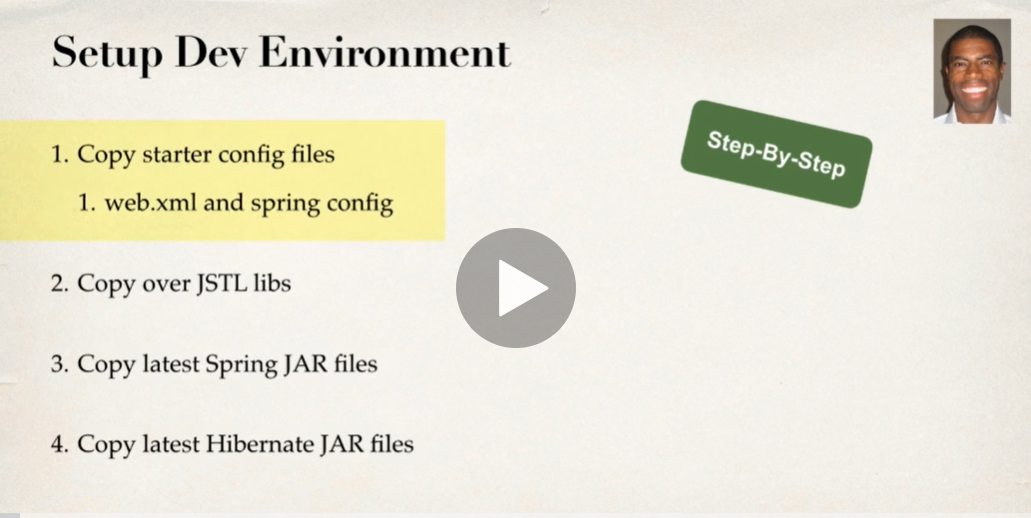 Setup Dev Environment
Step-By-Step
1. Copy starter config files
1. web.xml and spring config
2. Copy over JSTL libs
3. Copy latest Spring JAR files
4. Copy latest Hibernate JAR files